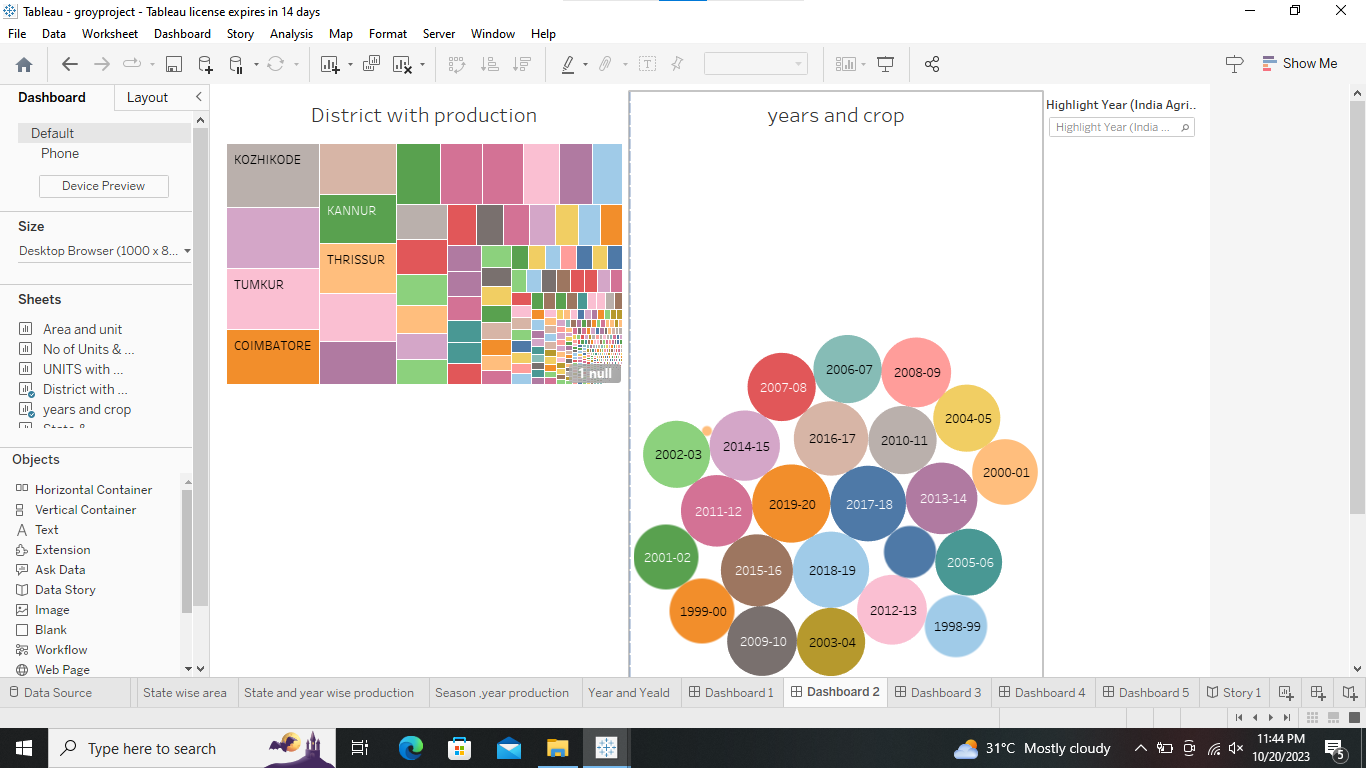 Tableau - groyproject - Tableau license expires in 14 days
File Data Worksheet Dashboard Story Analysis Map Format Server Window Help
Show Me
Dashboard Layout
Default
Phone
Device Preview
Size
Desktop Browser (1000 x 8...
Sheets
Area and unit
No of Units & ...
UNITS with ...
District with ...
years and crop
Objects
Horizontal Container
Vertical Container
Text
Extension
Ask Data
Data Story
Image
Blank
Workflow
Web Page
District with production
KOZHIKODE
KANNUR
THRISSUR
TUMKUR
COIMBATORE
1 null
years and crop
2006-07
2008-09
2007-08
2004-05
2016-17
2010-11
2014-15
2002-03
2000-01
2013-14
2019-20
2017-18
2011-12
2001-02
2005-06
2015-16
2018-19
2012-13
1999-00
1998-99
2009-10
2003-04
Highlight Year (India Agri..
Highlight Year (India ...
Data Source State wise area State and year wise production Season ,year production Year and Yeald Dashboard 1 Dashboard 2 Dashboard 3 Dashboard 4 Dashboard 5 Story 1
Type here to search
31°C Mostly cloudy
11:44 PM
10/20/2023
5